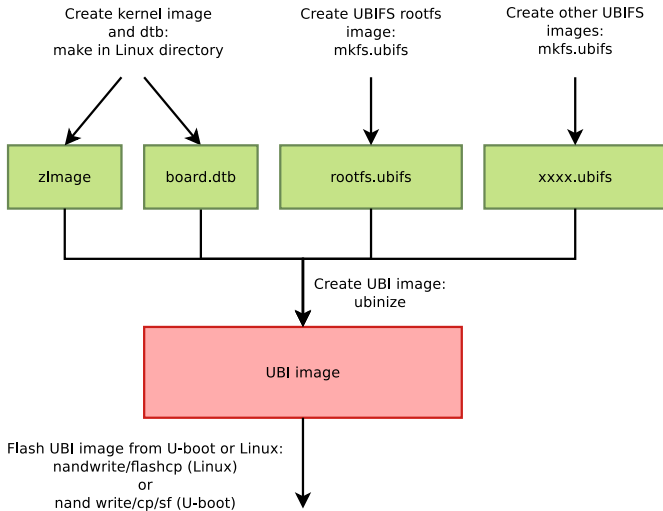 Create kernel image
and dtb:
make in Linux directory
Create UBIFS rootfs
image:
mkfs.ubifs
Create other UBIFS
images:
mkfs.ubifs
zImage
board.dtb
rootfs.ubifs
xxxx.ubifs
Create UBI image:
ubinize
UBI image
Flash UBI image from U-boot or Linux:
nandwrite/flashcp (Linux)
or
nand write/cp/sf (U-boot)